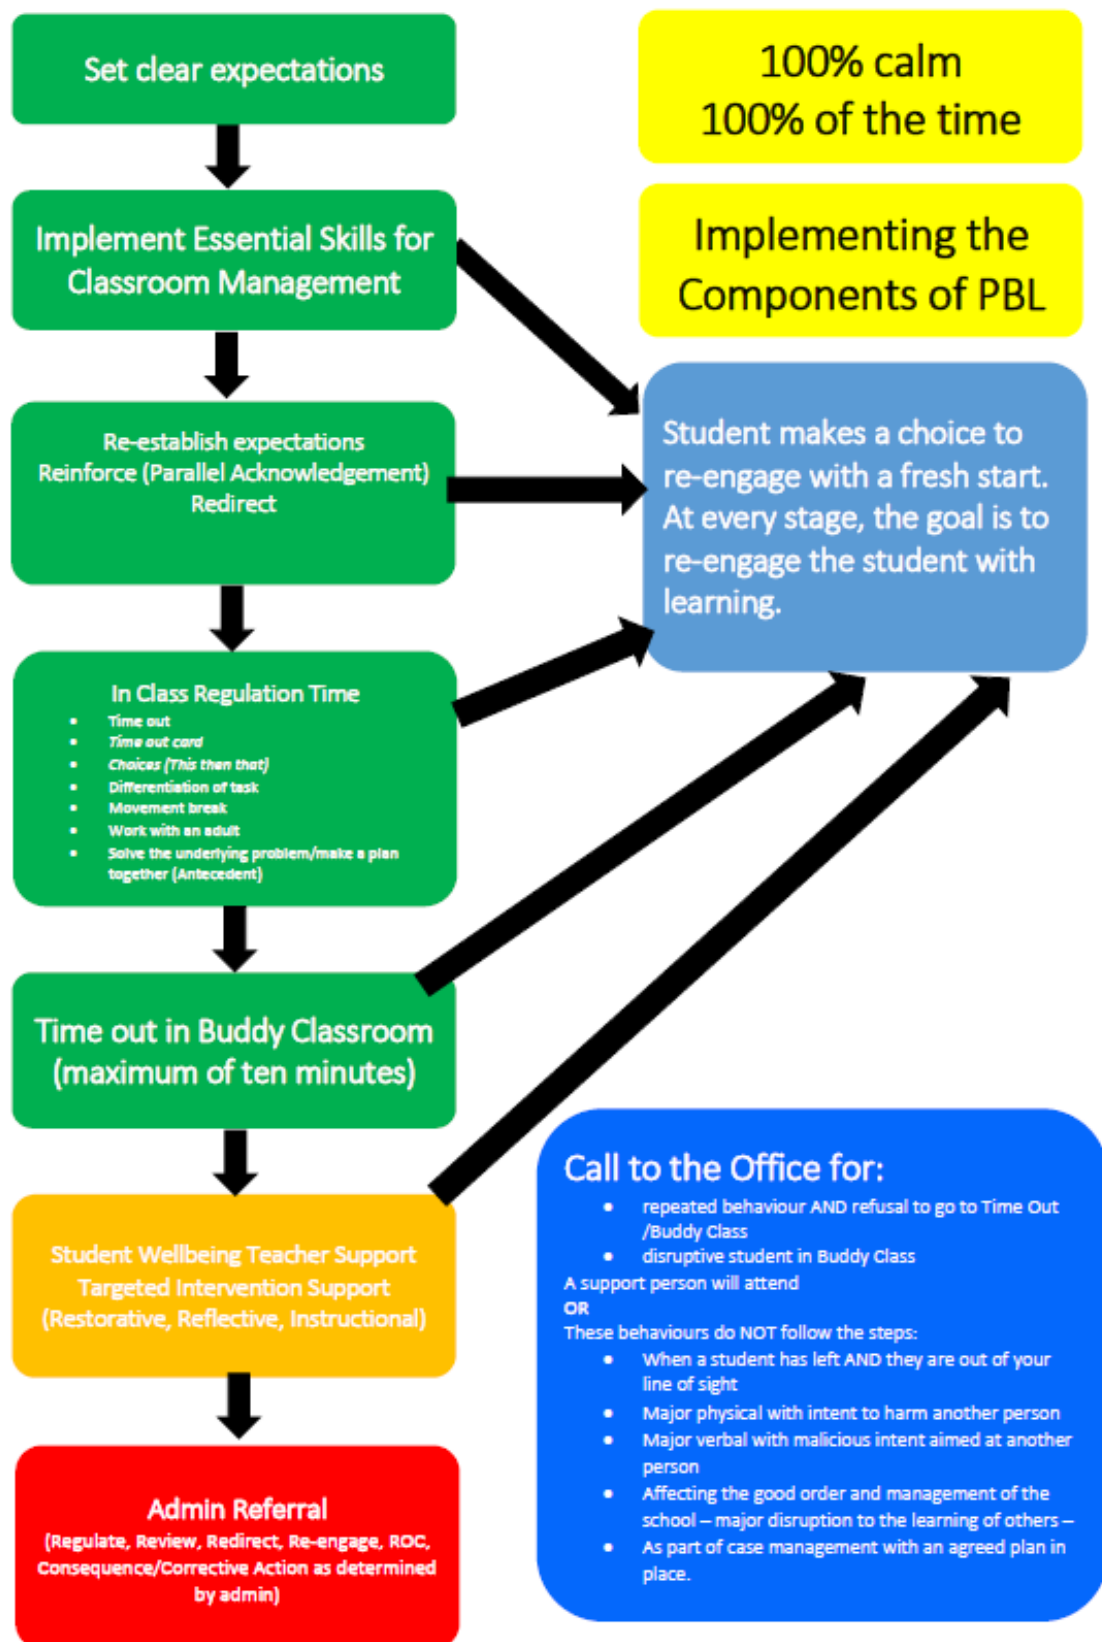 Set clear expectations
100% calm
100% of the time
Implement Essential Skills for
Classroom Management
Implementing the
Components of PBL
Re-establish expectations
Reinforce (Parallel Acknowledgement)
Redirect
Student makes a choice to
re-engage with a fresh start.
At every stage, the goal is to
re-engage the student with
learning.
In Class Regulation Time
• Time out
• Time out card
• Choices (This then that)
• Differentiation of task
• Movement break
• Work with an adult
• Solve the underlying problem/make a plan
together (Antecedent)
Time out in Buddy Classroom
(maximum of ten minutes)
Student Wellbeing Teacher Support
Targeted Intervention Support
(Restorative, Reflective, Instructional)
Admin Referral
(Regulate, Review, Redirect, Re-engage, ROC,
Consequence/Corrective Action as determined
by admin)
Call to the Office for:
• repeated behaviour AND refusal to go to Time Out
/Buddy Class
• disruptive student in Buddy Class
A support person will attend
OR
These behaviours do NOT follow the steps:
• When a student has left AND they are out of your
line of sight
• Major physical with intent to harm another person
• Major verbal with malicious intent aimed at another
person
• Affecting the good order and management of the
school – major disruption to the learning of others –
• As part of case management with an agreed plan in
place.